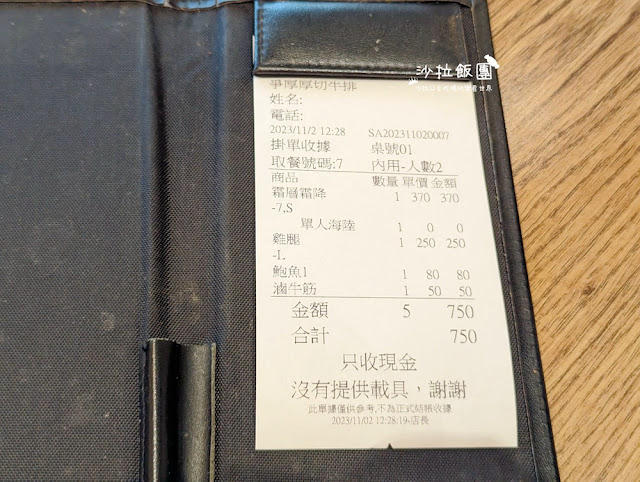 沙拉飯團
厚厚切牛排
姓名:
電話:
2023/11/2 12:28 SA202311020007
掛單收據 桌號01
取餐號碼:7 內用-人數2
商品 數量 單價 金額
霜層霜降 1 370 370
-7,S
單人海陸 1 0 0
雞腿 1 250 250
-L
鮑魚1 1 80 80
滷牛筋 1 50 50
金額 5 750
合計 750
只收現金
沒有提供載具，謝謝
此單據僅供參考,不為正式結帳收據
2023/11/02 12:28:19-店長